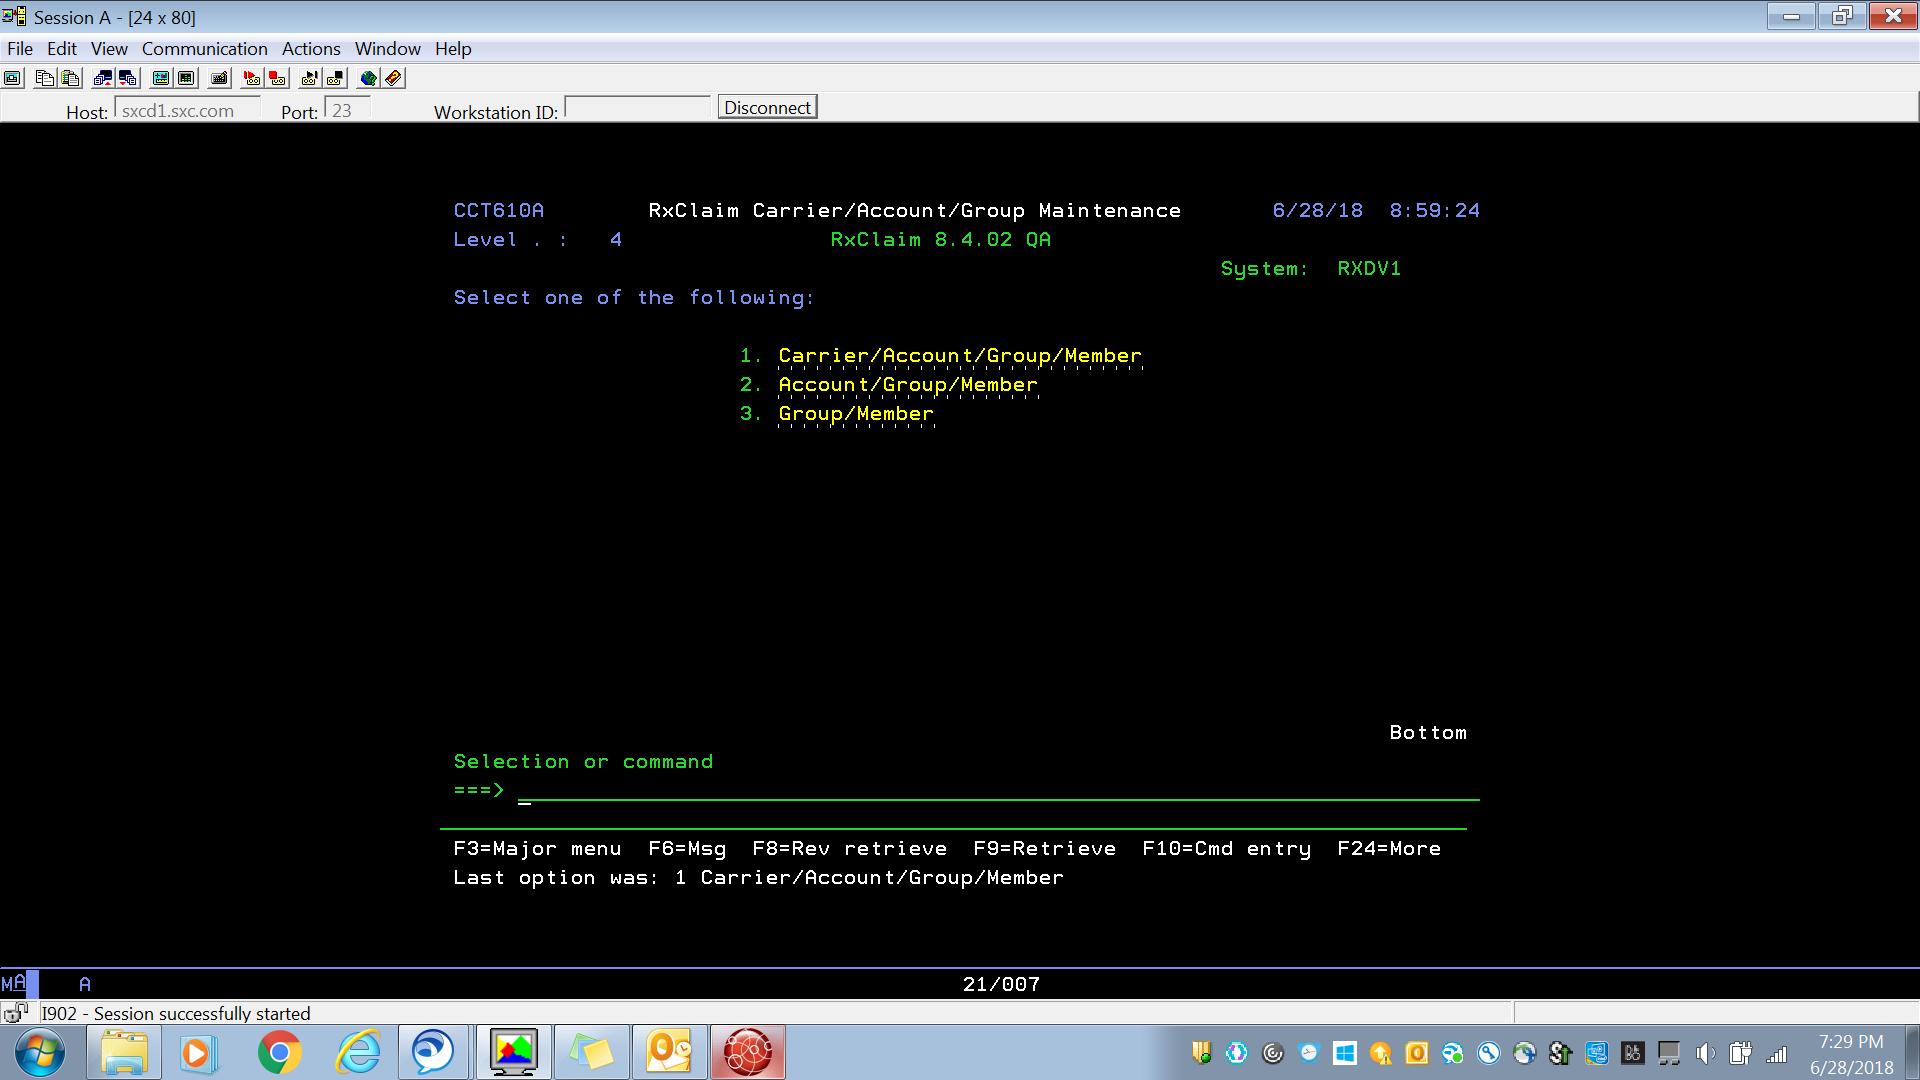 Session A - [24 x 80]
File Edit View Communication Actions Window Help
Host: sxcd1.sxc.com Port: 23 Workstation ID: Disconnect
CCT610A RxClaim Carrier/Account/Group Maintenance 6/28/18 8:59:24
Level . : 4 RxClaim 8.4.02 QA
System: RXDV1
Select one of the following:
1. Carrier/Account/Group/Member
2. Account/Group/Member
3. Group/Member
Bottom
Selection or command
===>
F3=Major menu F6=Msg F8=Rev retrieve F9=Retrieve F10=Cmd entry F24=More
Last option was: 1 Carrier/Account/Group/Member
MA A 21/007
I902 - Session successfully started
7:29 PM
6/28/2018